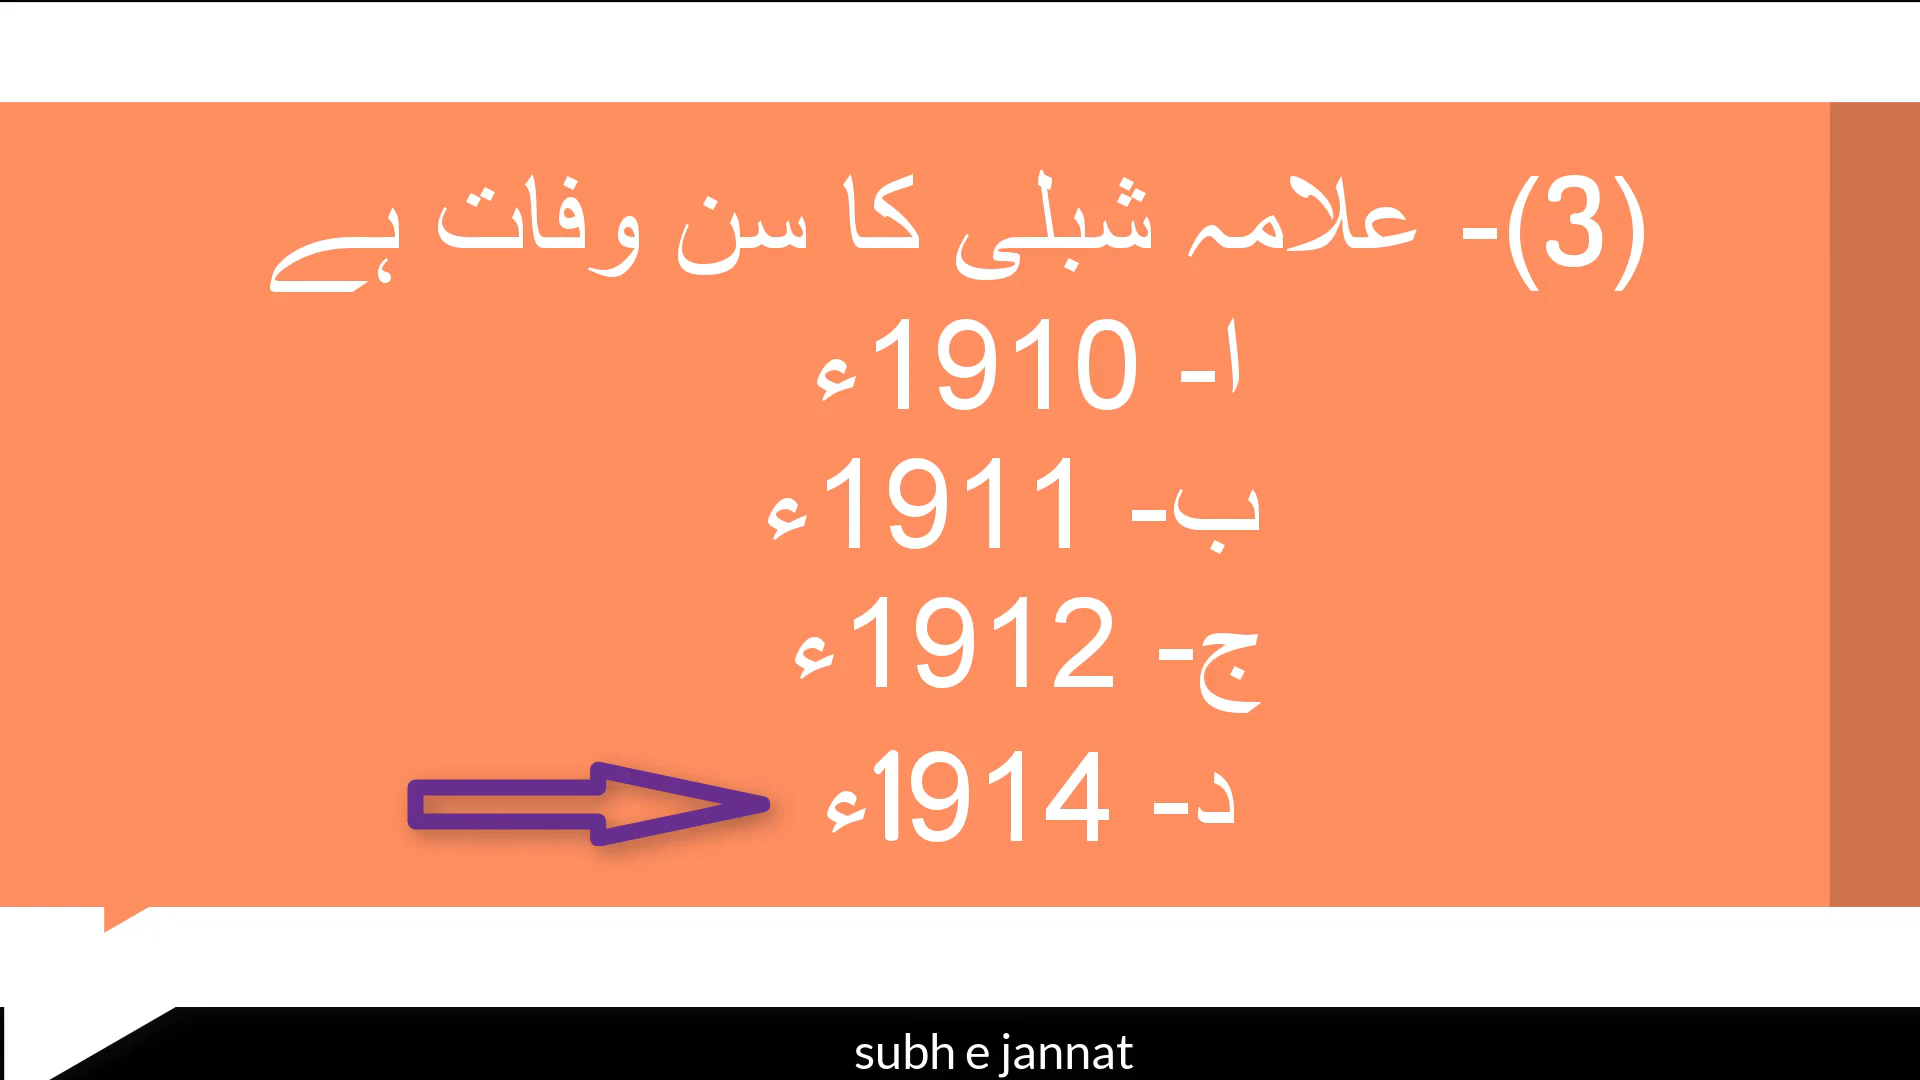 (3)- علامہ شبلی کا سن وفات ہے
ا- 1910ء
ب- 1911ء
ج- 1912ء
د- 1914ء
subh e jannat